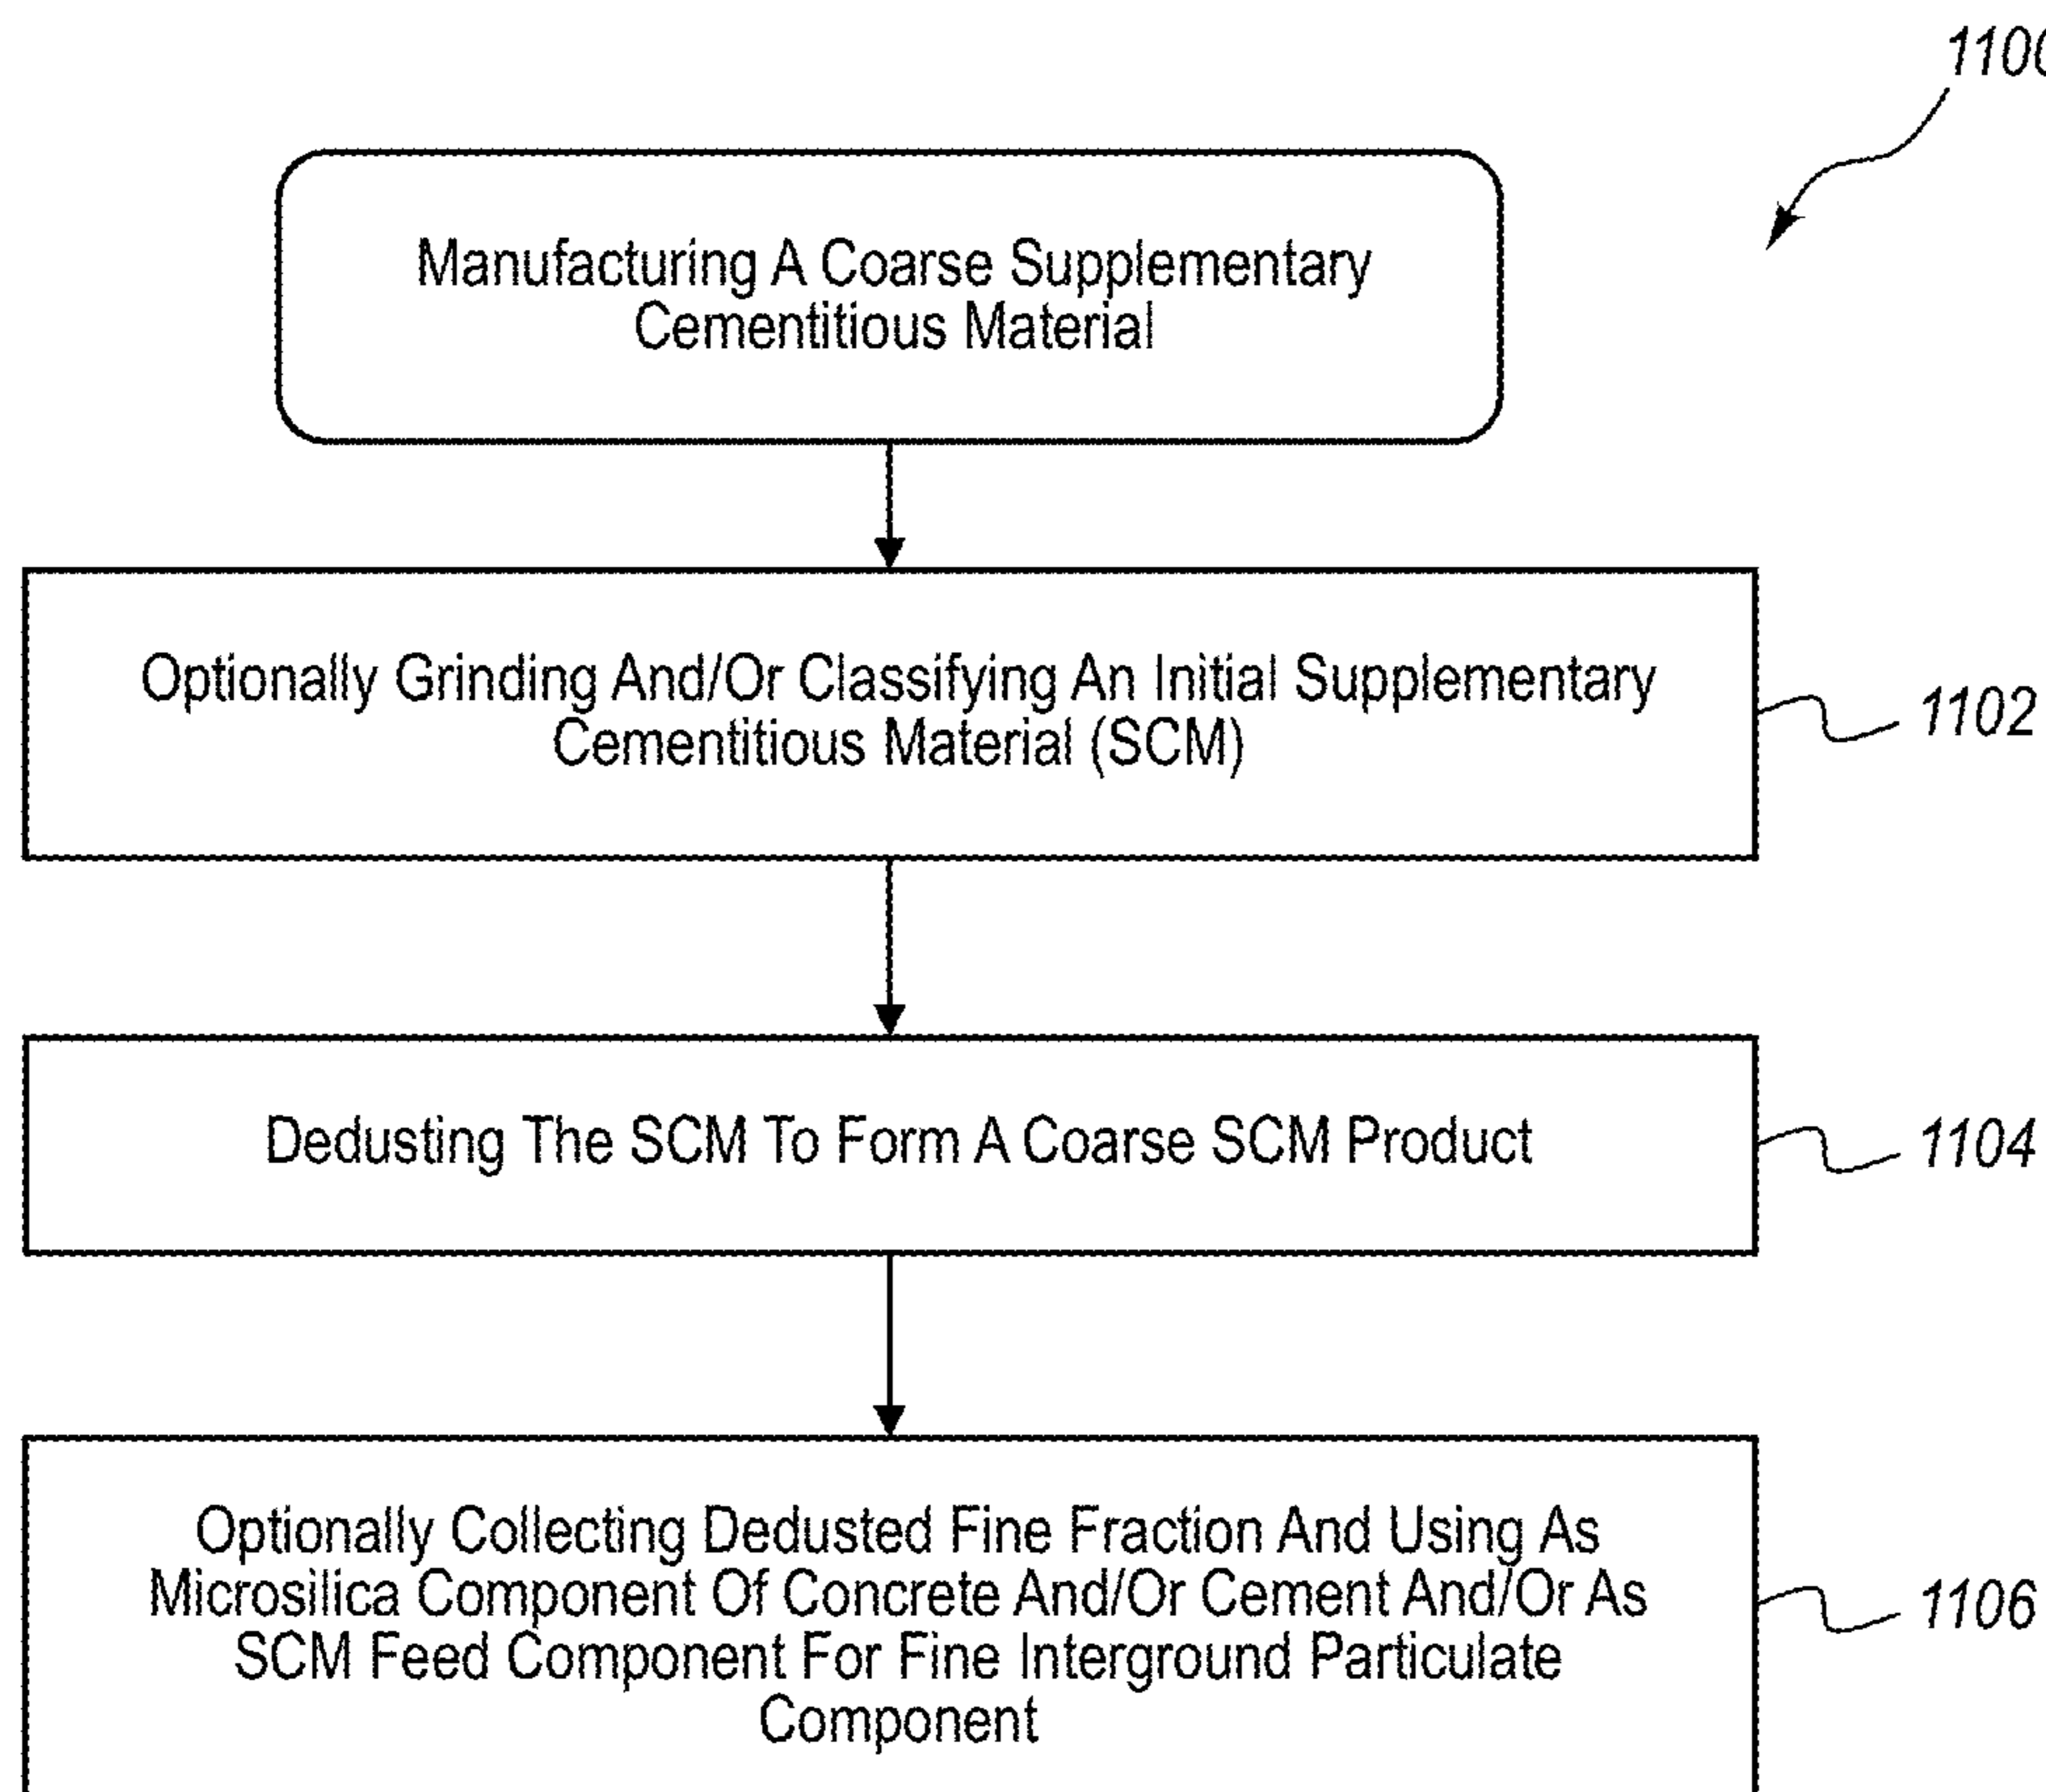 1100
Manufacturing A Coarse Supplementary
Cementitious Material
Optionally Grinding And/Or Classifying An Initial Supplementary
Cementitious Material (SCM)
1102
Dedusting The SCM To Form A Coarse SCM Product
1104
Optionally Collecting Dedusted Fine Fraction And Using As
Microsilica Component Of Concrete And/Or Cement And/Or As
SCM Feed Component For Fine Interground Particulate
Component
1106